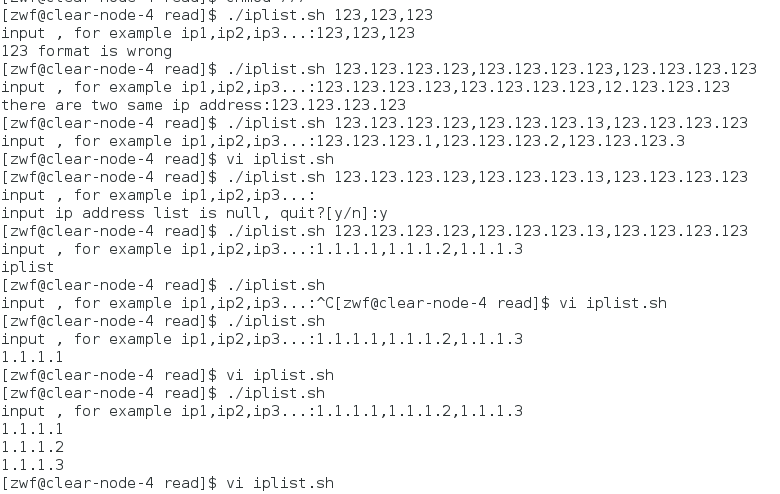 [zwf@clear-node-4 read]$ ./iplist.sh 123,123,123
input , for example ip1,ip2,ip3...:123,123,123
123 format is wrong
[zwf@clear-node-4 read]$ ./iplist.sh 123.123.123.123,123.123.123.123,123.123.123.123
input , for example ip1,ip2,ip3...:123.123.123.123,123.123.123.123,12.123.123.123
there are two same ip address:123.123.123.123
[zwf@clear-node-4 read]$ ./iplist.sh 123.123.123.123,123.123.123.13,123.123.123.123
input , for example ip1,ip2,ip3...:123.123.123.1,123.123.123.2,123.123.123.3
[zwf@clear-node-4 read]$ vi iplist.sh
[zwf@clear-node-4 read]$ ./iplist.sh 123.123.123.123,123.123.123.13,123.123.123.123
input , for example ip1,ip2,ip3...:
input ip address list is null, quit?[y/n]:y
[zwf@clear-node-4 read]$ ./iplist.sh 123.123.123.123,123.123.123.13,123.123.123.123
input , for example ip1,ip2,ip3...:1.1.1.1,1.1.1.2,1.1.1.3
iplist
[zwf@clear-node-4 read]$ ./iplist.sh
input , for example ip1,ip2,ip3...:^C[zwf@clear-node-4 read]$ vi iplist.sh
[zwf@clear-node-4 read]$ ./iplist.sh
input , for example ip1,ip2,ip3...:1.1.1.1,1.1.1.2,1.1.1.3
1.1.1.1
[zwf@clear-node-4 read]$ vi iplist.sh
[zwf@clear-node-4 read]$ ./iplist.sh
input , for example ip1,ip2,ip3...:1.1.1.1,1.1.1.2,1.1.1.3
1.1.1.1
1.1.1.2
1.1.1.3
[zwf@clear-node-4 read]$ vi iplist.sh